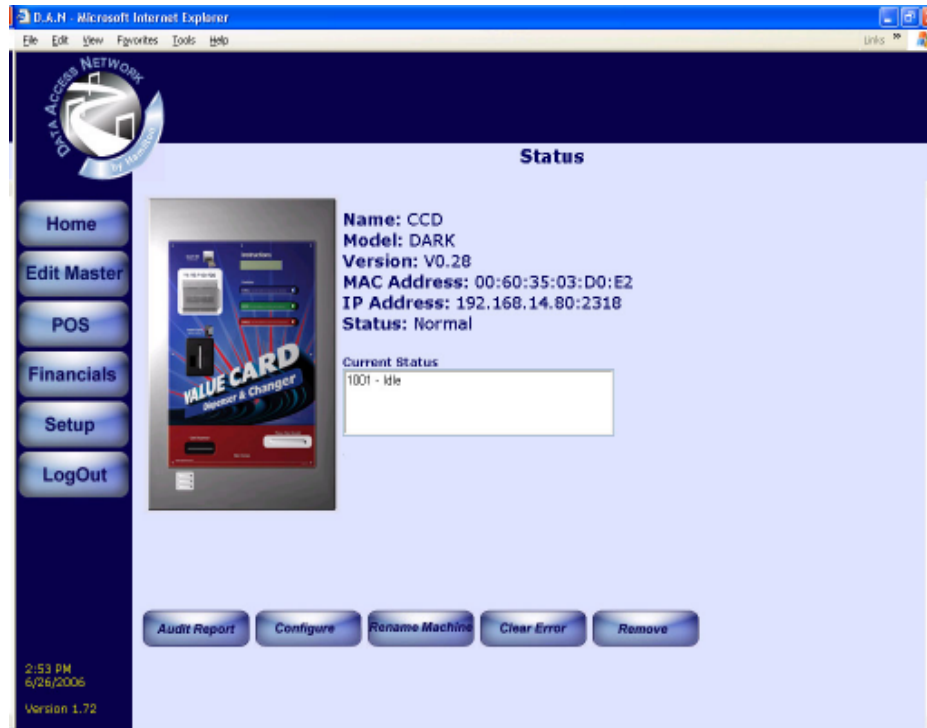 D.A.N - Microsoft Internet Explorer
File Edit View Favorites Tools Help
Links »
DATA ACCESS NETWORK
by Hamilton
Status
Home
Edit Master
POS
Financials
Setup
LogOut
Name: CCD
Model: DARK
Version: V0.28
MAC Address: 00:60:35:03:D0:E2
IP Address: 192.168.14.80:2318
Status: Normal
Current Status
1001 - Idle
Instructions
VALUE CARD
Dispenser & Changer
Audit Report
Configure
Rename Machine
Clear Error
Remove
2:53 PM
6/26/2006
Version 1.72